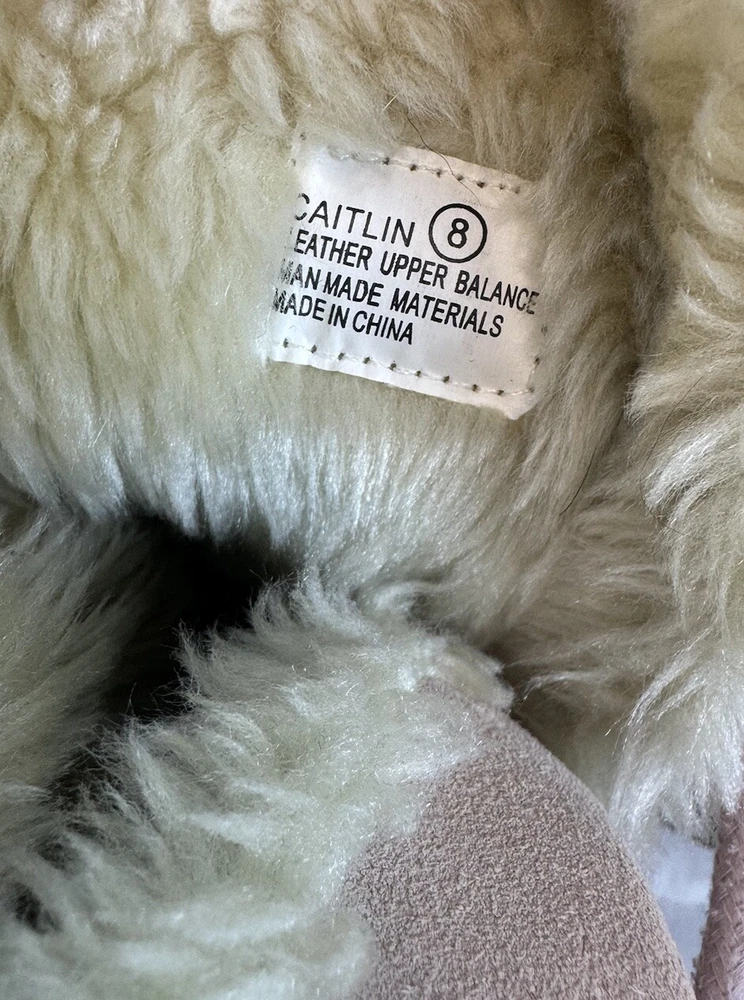 CAITLIN 8
LEATHER UPPER BALANCE
MAN MADE MATERIALS
MADE IN CHINA